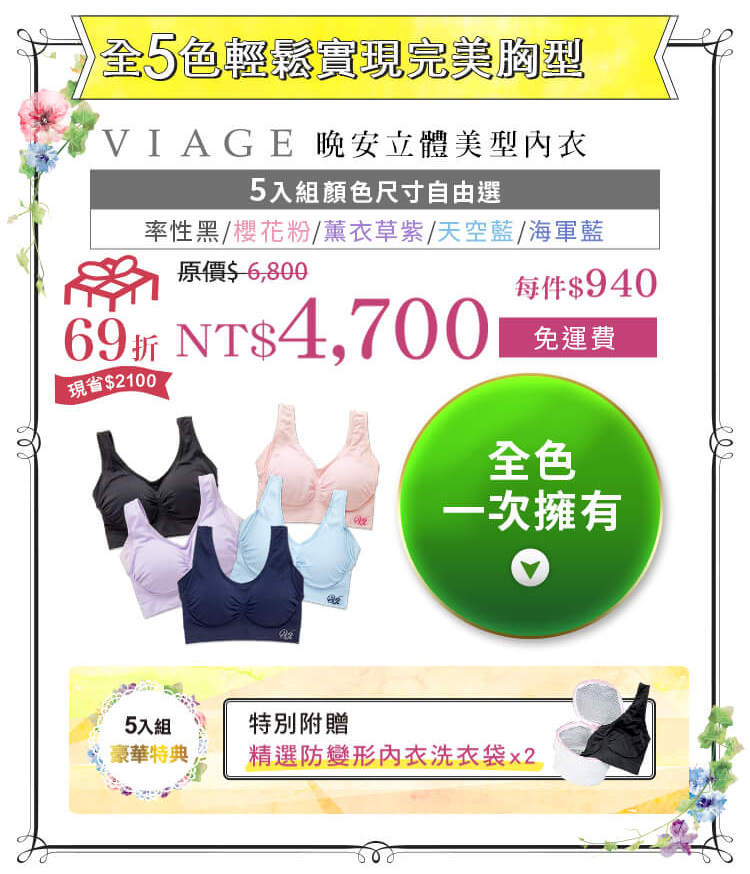 全5色輕鬆實現完美胸型
VIAGE 晚安立體美型內衣
5入組顏色尺寸自由選
率性黑/櫻花粉/薰衣草紫/天空藍/海軍藍
原價$ 6,800
每件$940
69折
NT$4,700
免運費
現省$2100
全色
一次擁有
5入組
豪華特典
特別附贈
精選防變形內衣洗衣袋x2